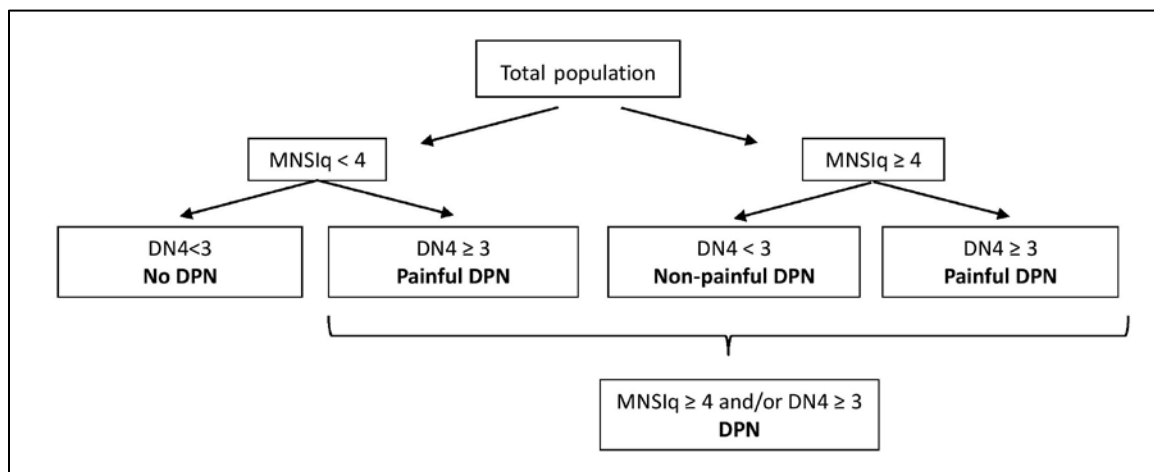 Total population
MNSIq < 4
MNSIq ≥ 4
DN4<3
No DPN
DN4 ≥ 3
Painful DPN
DN4 < 3
Non-painful DPN
DN4 ≥ 3
Painful DPN
MNSIq ≥ 4 and/or DN4 ≥ 3
DPN